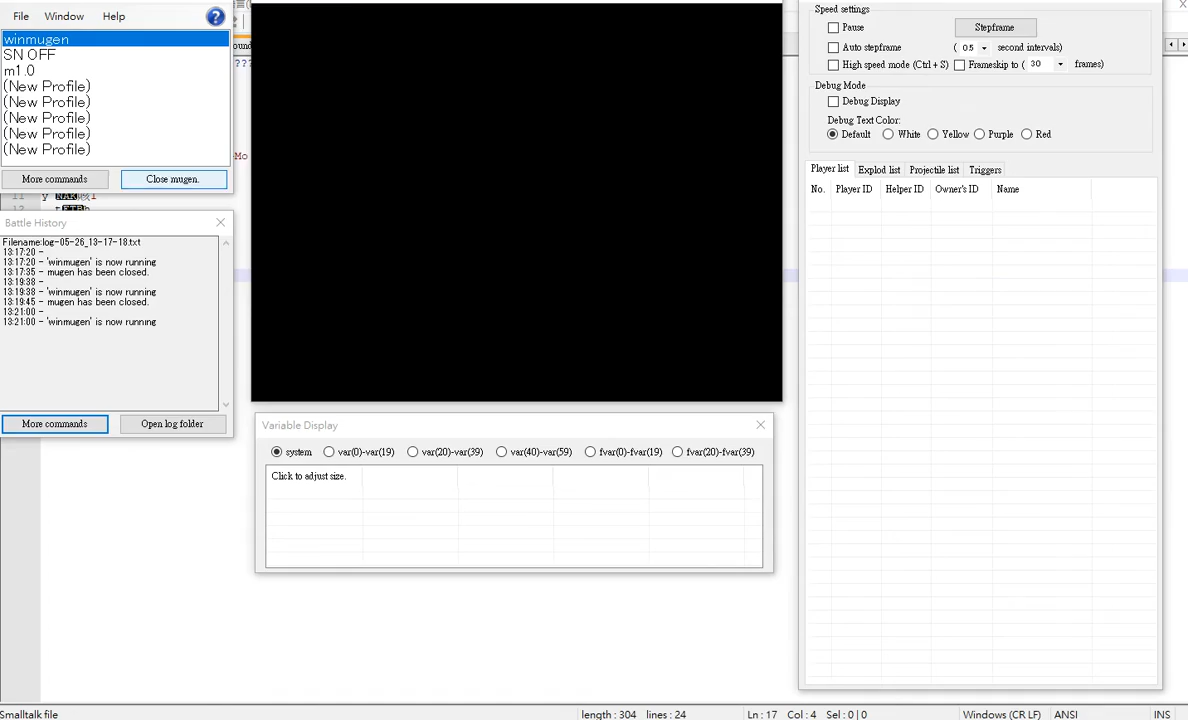 File Window Help
winmugen
SN OFF
m1.0
(New Profile)
(New Profile)
(New Profile)
(New Profile)
(New Profile)
More commands Close mugen.
Battle History
Filename:log-05-26_13-17-18.txt
13:17:20 -
13:17:20 - 'winmugen' is now running
13:17:35 - mugen has been closed.
13:19:38 -
13:19:38 - 'winmugen' is now running
13:19:45 - mugen has been closed.
13:21:00 -
13:21:00 - 'winmugen' is now running
More commands Open log folder
Variable Display
system var(0)-var(19) var(20)-var(39) var(40)-var(59) fvar(0)-fvar(19) fvar(20)-fvar(39)
Click to adjust size.
Speed settings
Pause Stepframe
Auto stepframe ( 0.5 second intervals)
High speed mode (Ctrl + S) Frameskip to ( 30 frames)
Debug Mode
Debug Display
Debug Text Color:
Default White Yellow Purple Red
Player list Explod list Projectile list Triggers
No. Player ID Helper ID Owner's ID Name
Smalltalk file length : 304 lines : 24 Ln : 17 Col : 4 Sel : 0 | 0 Windows (CR LF) ANSI INS